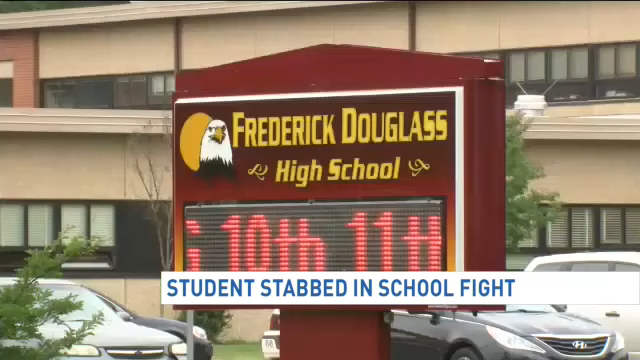 FREDERICK DOUGLASS
High School
10th 11th
STUDENT STABBED IN SCHOOL FIGHT